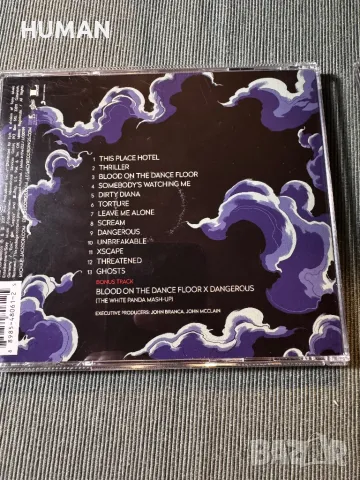 HUMAN
1 THIS PLACE HOTEL
2 THRILLER
3 BLOOD ON THE DANCE FLOOR
4 SOMEBODY'S WATCHING ME
5 DIRTY DIANA
6 TORTURE
7 LEAVE ME ALONE
8 SCREAM
9 DANGEROUS
10 UNBREAKABLE
11 XSCAPE
12 THREATENED
13 GHOSTS
BONUS TRACK
BLOOD ON THE DANCE FLOOR X DANGEROUS
(THE WHITE PANDA MASH-UP)
EXECUTIVE PRODUCERS: JOHN BRANCA, JOHN MCCLAIN
BAZAR